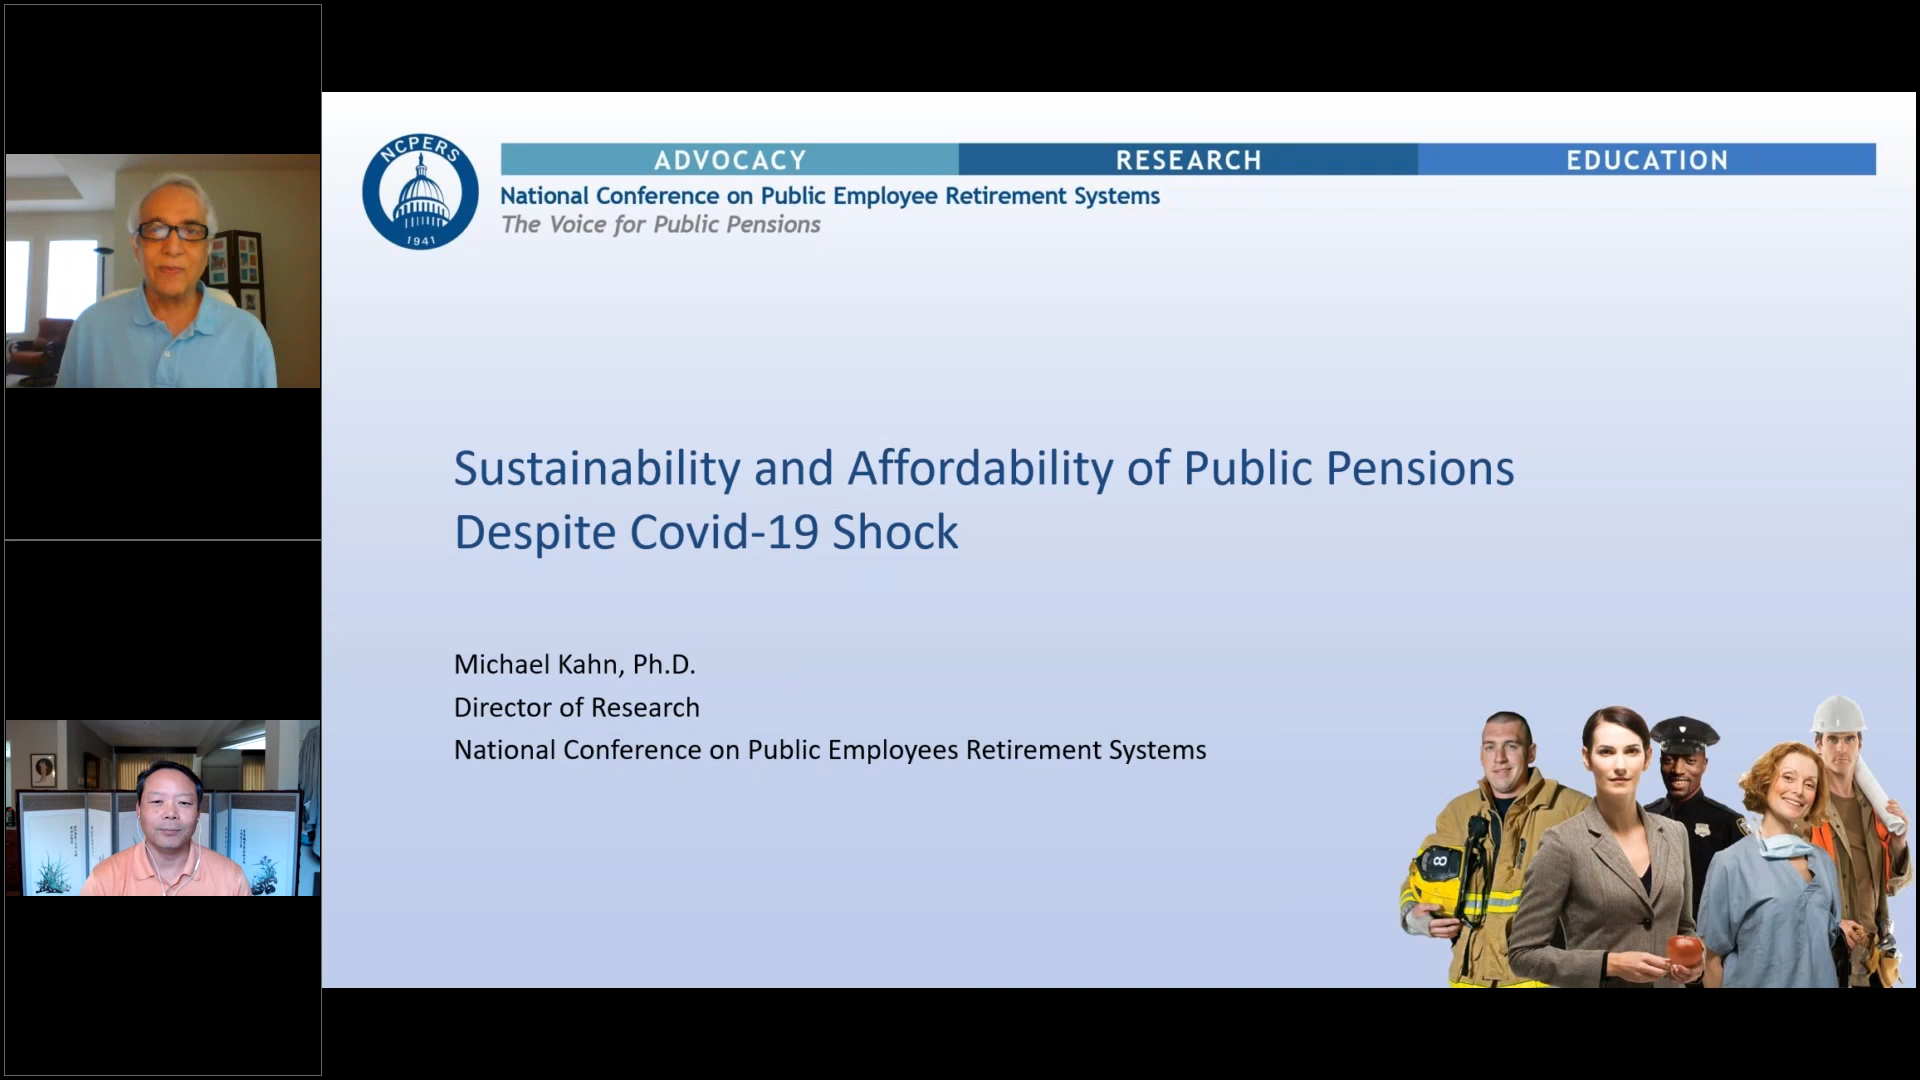 NCPERS
1941
ADVOCACY
RESEARCH
EDUCATION
National Conference on Public Employee Retirement Systems
The Voice for Public Pensions
Sustainability and Affordability of Public Pensions
Despite Covid-19 Shock
Michael Kahn, Ph.D.
Director of Research
National Conference on Public Employees Retirement Systems
8